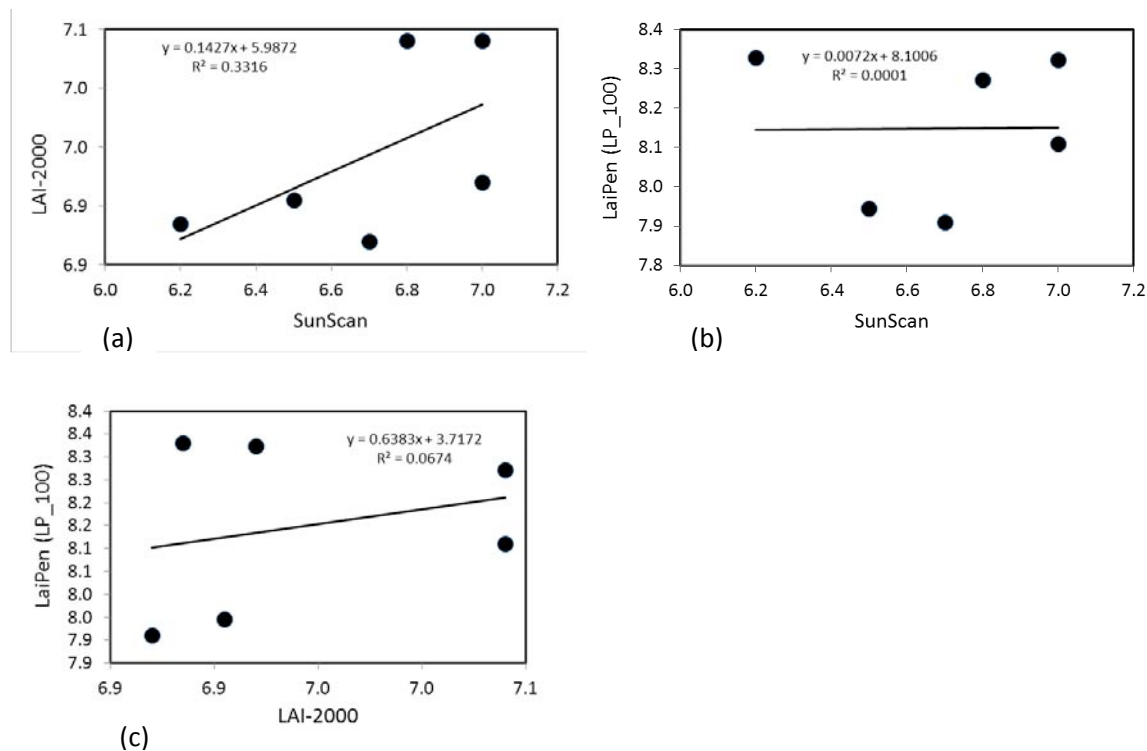 7.1
7.0
7.0
6.9
6.9
LAI-2000
y = 0.1427x + 5.9872
R² = 0.3316
6.0 6.2 6.4 6.6 6.8 7.0 7.2
SunScan
(a)
8.4
8.3
8.2
8.1
8.0
7.9
7.8
LaiPen (LP_100)
y = 0.0072x + 8.1006
R² = 0.0001
6.0 6.2 6.4 6.6 6.8 7.0 7.2
SunScan
(b)
8.4
8.4
8.3
8.3
8.2
8.2
8.1
8.1
8.0
8.0
7.9
7.9
LaiPen (LP_100)
y = 0.6383x + 3.7172
R² = 0.0674
6.9 6.9 7.0 7.0 7.1
LAI-2000
(c)